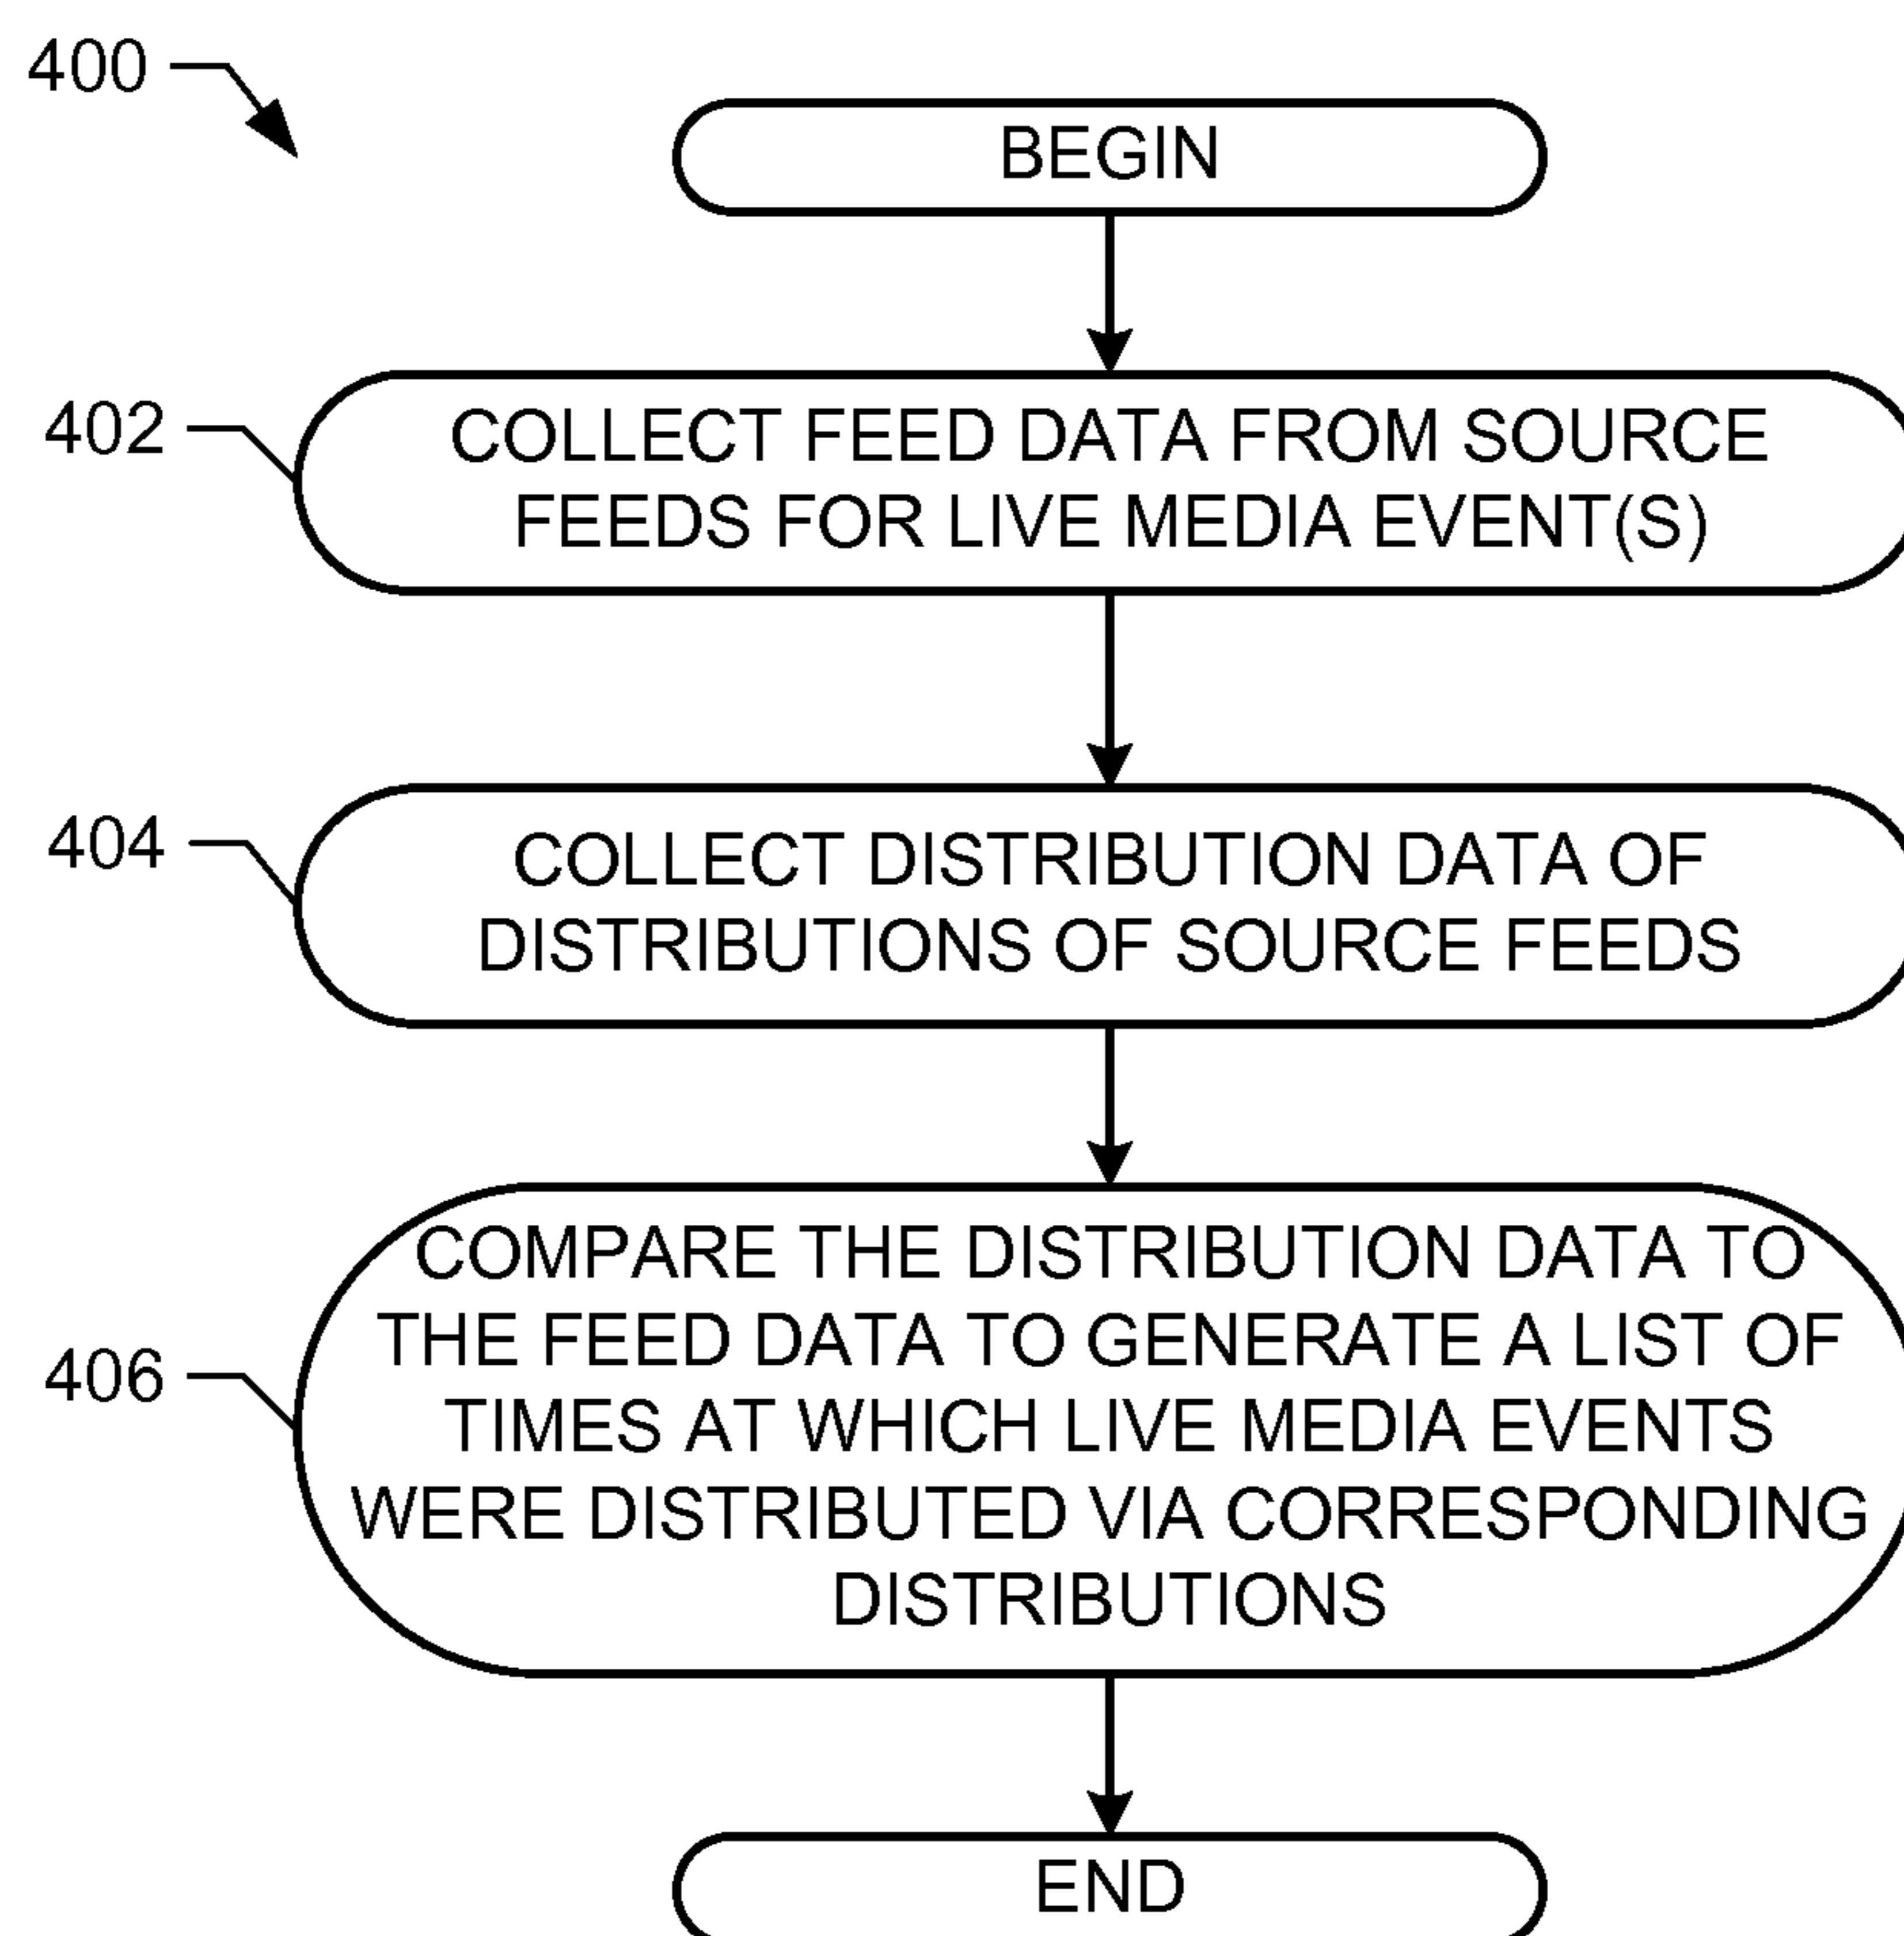 400
BEGIN
402
COLLECT FEED DATA FROM SOURCE
FEEDS FOR LIVE MEDIA EVENT(S)
404
COLLECT DISTRIBUTION DATA OF
DISTRIBUTIONS OF SOURCE FEEDS
406
COMPARE THE DISTRIBUTION DATA TO
THE FEED DATA TO GENERATE A LIST OF
TIMES AT WHICH LIVE MEDIA EVENTS
WERE DISTRIBUTED VIA CORRESPONDING
DISTRIBUTIONS
END